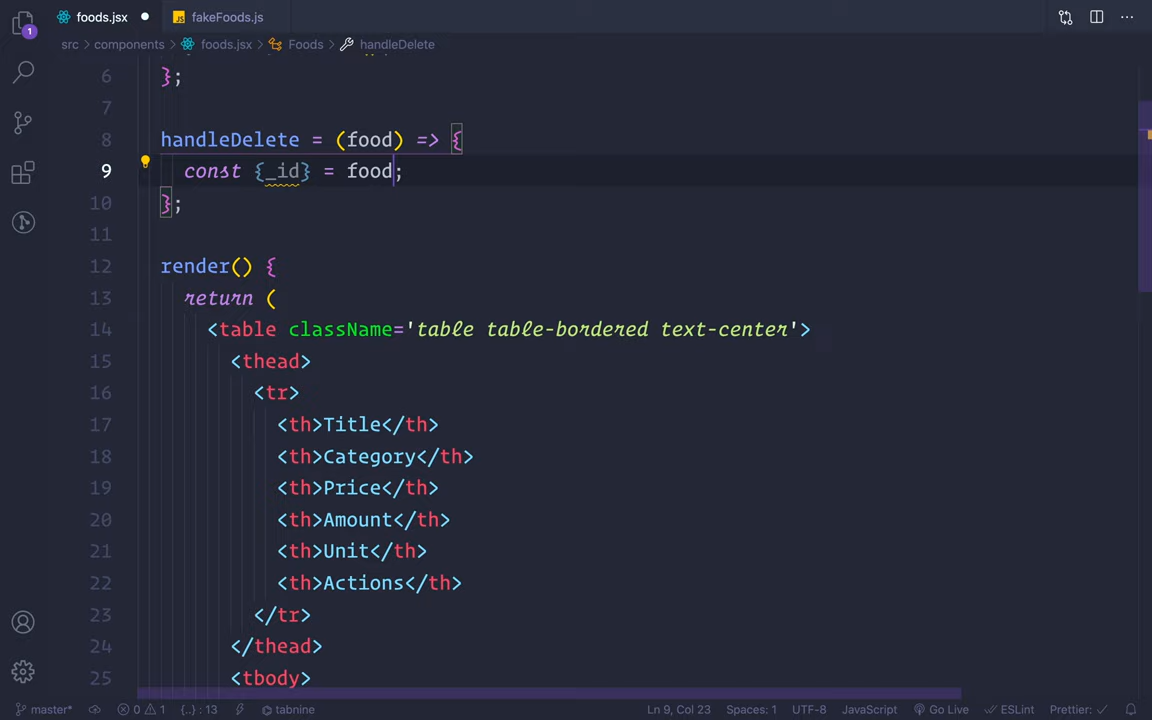 foods.jsx
fakeFoods.js
src > components > foods.jsx > Foods > handleDelete
1
6 };
7
8 handleDelete = (food) => {
9 const {_id} = food;
10 };
11
12 render() {
13 return (
14 <table className='table table-bordered text-center'>
15 <thead>
16 <tr>
17 <th>Title</th>
18 <th>Category</th>
19 <th>Price</th>
20 <th>Amount</th>
21 <th>Unit</th>
22 <th>Actions</th>
23 </tr>
24 </thead>
25 <tbody>
master* 0 1 {..} : 13 tabnine Ln 9, Col 23 Spaces: 1 UTF-8 JavaScript Go Live ESLint Prettier: